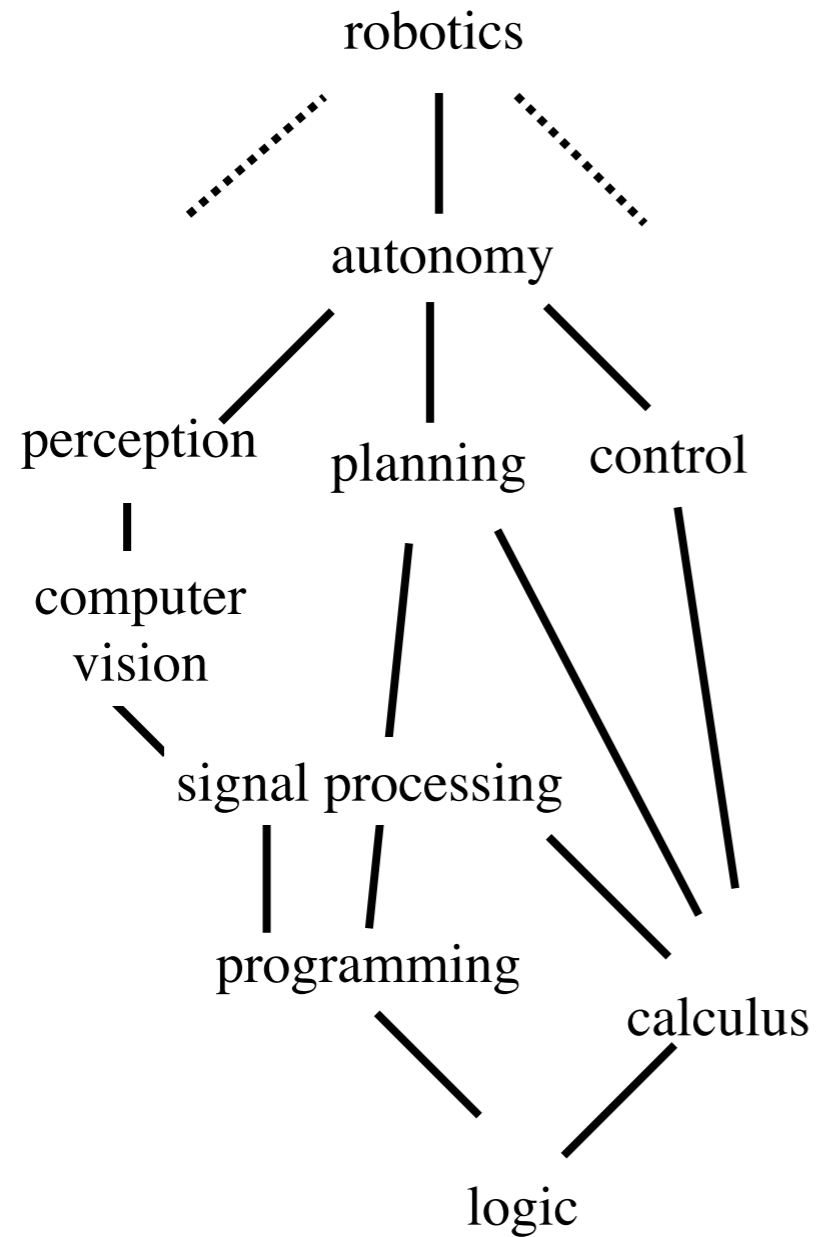 robotics
autonomy
perception
planning
control
computer
vision
signal processing
programming
calculus
logic